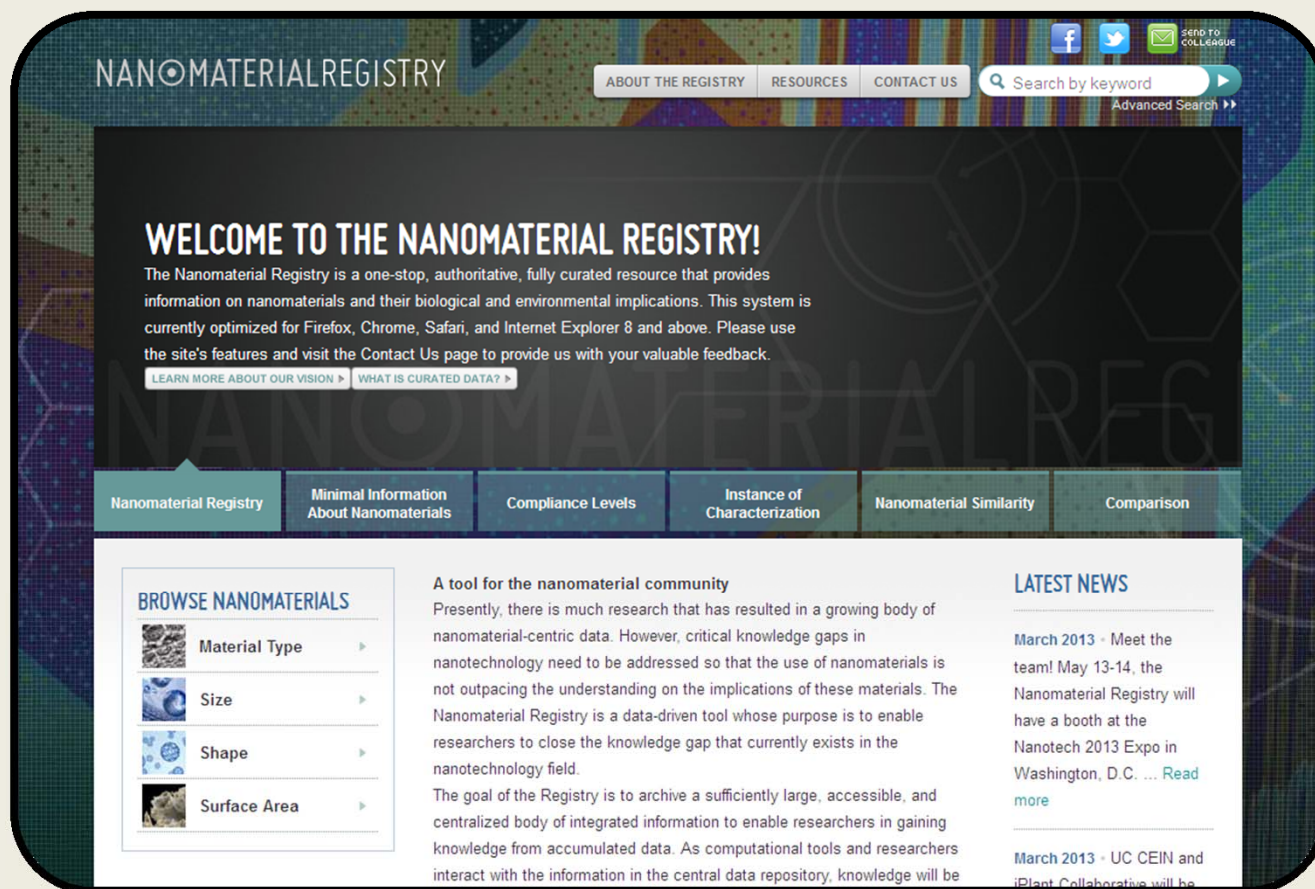 SEND TO
COLLEAGUE
NANOMATERIALREGISTRY
ABOUT THE REGISTRY
RESOURCES
CONTACT US
Search by keyword
Advanced Search
WELCOME TO THE NANOMATERIAL REGISTRY!
The Nanomaterial Registry is a one-stop, authoritative, fully curated resource that provides
information on nanomaterials and their biological and environmental implications. This system is
currently optimized for Firefox, Chrome, Safari, and Internet Explorer 8 and above. Please use
the site's features and visit the Contact Us page to provide us with your valuable feedback.
LEARN MORE ABOUT OUR VISION
WHAT IS CURATED DATA?
NANOMATERIALREG
Nanomaterial Registry
Minimal Information
About Nanomaterials
Compliance Levels
Instance of
Characterization
Nanomaterial Similarity
Comparison
BROWSE NANOMATERIALS
Material Type
Size
Shape
Surface Area
A tool for the nanomaterial community
Presently, there is much research that has resulted in a growing body of
nanomaterial-centric data. However, critical knowledge gaps in
nanotechnology need to be addressed so that the use of nanomaterials is
not outpacing the understanding on the implications of these materials. The
Nanomaterial Registry is a data-driven tool whose purpose is to enable
researchers to close the knowledge gap that currently exists in the
nanotechnology field.
The goal of the Registry is to archive a sufficiently large, accessible, and
centralized body of integrated information to enable researchers in gaining
knowledge from accumulated data. As computational tools and researchers
interact with the information in the central data repository, knowledge will be
LATEST NEWS
March 2013 - Meet the
team! May 13-14, the
Nanomaterial Registry will
have a booth at the
Nanotech 2013 Expo in
Washington, D.C. ... Read
more
March 2013 - UC CEIN and
iPlant Collaborative will be